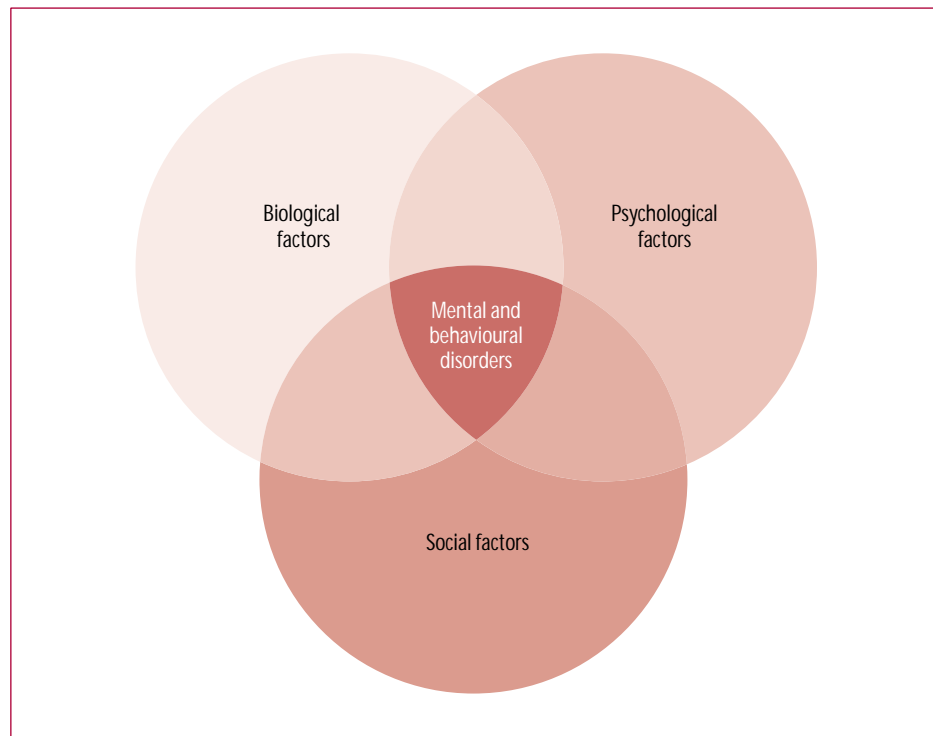 Biological
factors
Psychological
factors
Mental and
behavioural
disorders
Social factors